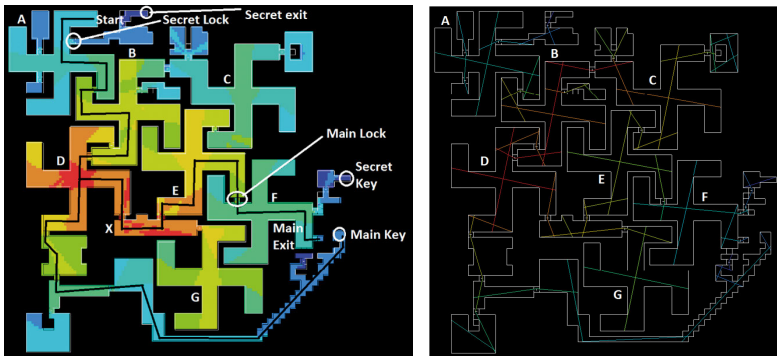 A
Start
Secret Lock
Secret exit
B
C
Main Lock
D
Secret
Key
E
F
X
Main
Exit
Main Key
G
A
B
C
D
E
F
G